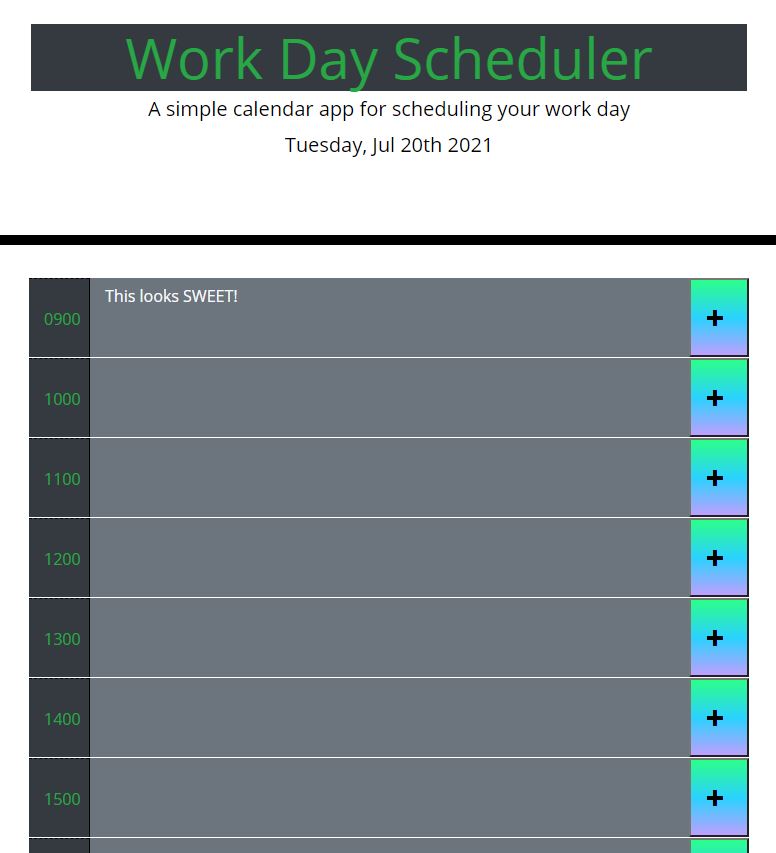 Work Day Scheduler
A simple calendar app for scheduling your work day
Tuesday, Jul 20th 2021
0900 This looks SWEET!
1000
1100
1200
1300
1400
1500